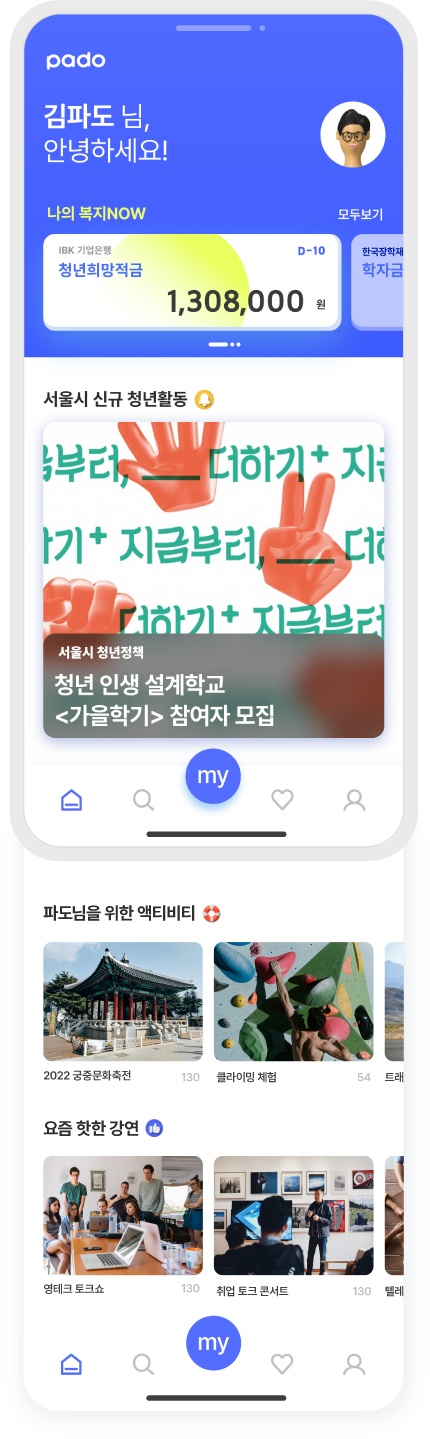 pado
김파도 님,
안녕하세요!
나의 복지NOW
모두보기
IBK 기업은행
D-10
청년희망적금
1,308,000 원
한국장학재
학자금
서울시 신규 청년활동
부터, ___ 더하기+ 지금
하기+ 지금부터, ___ 더
더하기+ 지금부터
서울시 청년정책
청년 인생 설계학교
<가을학기> 참여자 모집
my
파도님을 위한 액티비티
2022 궁중문화축전
130
클라이밍 체험
54
트래
요즘 핫한 강연
영테크 토크쇼
130
취업 토크 콘서트
130
텔레
my